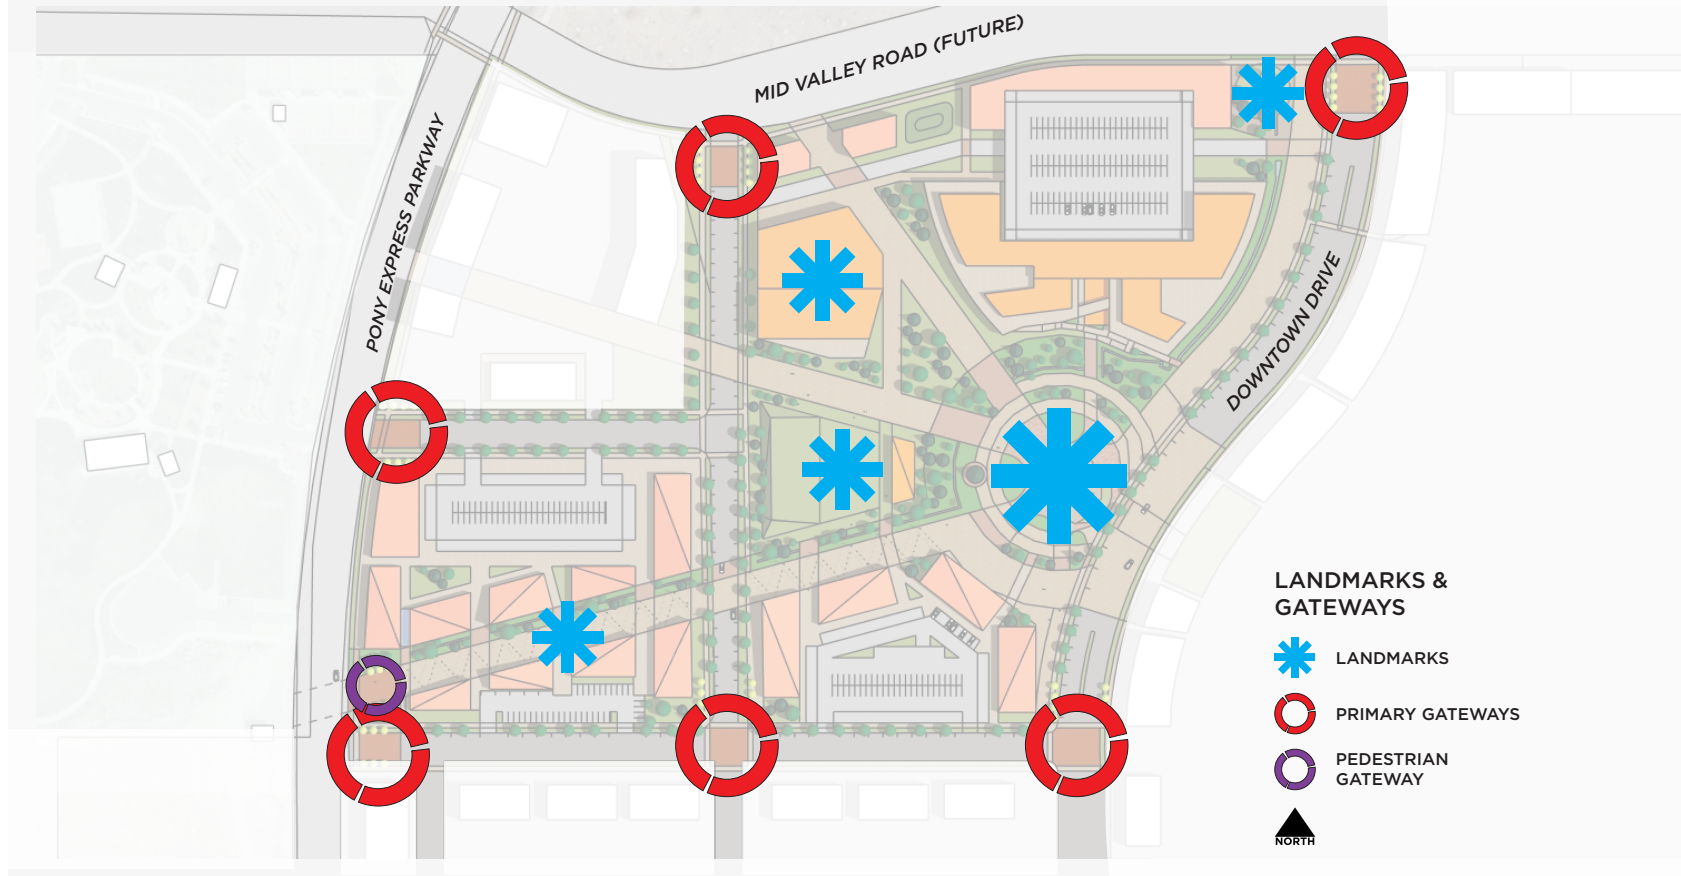 MID VALLEY ROAD (FUTURE)
PONY EXPRESS PARKWAY
DOWNTOWN DRIVE
LANDMARKS &
GATEWAYS
LANDMARKS
PRIMARY GATEWAYS
PEDESTRIAN
GATEWAY
NORTH